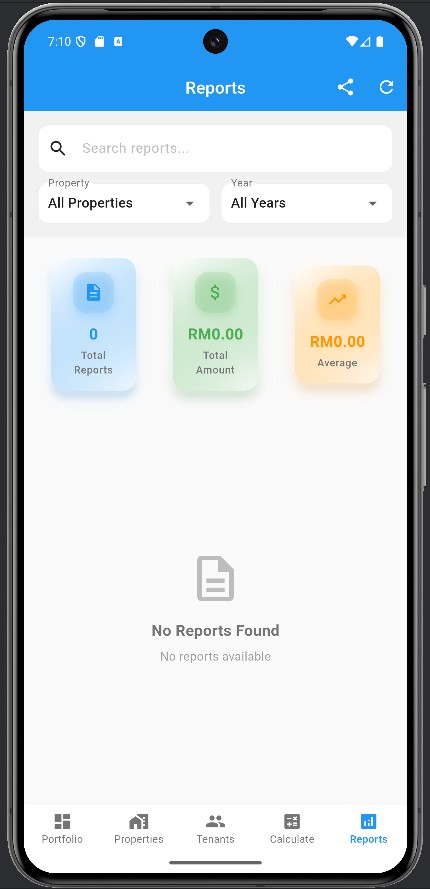 7:10
Reports
Search reports...
Property
Year
All Properties
All Years
0
Total
Reports
$
RM0.00
Total
Amount
RM0.00
Average
No Reports Found
No reports available
Portfolio
Properties
Tenants
Calculate
Reports